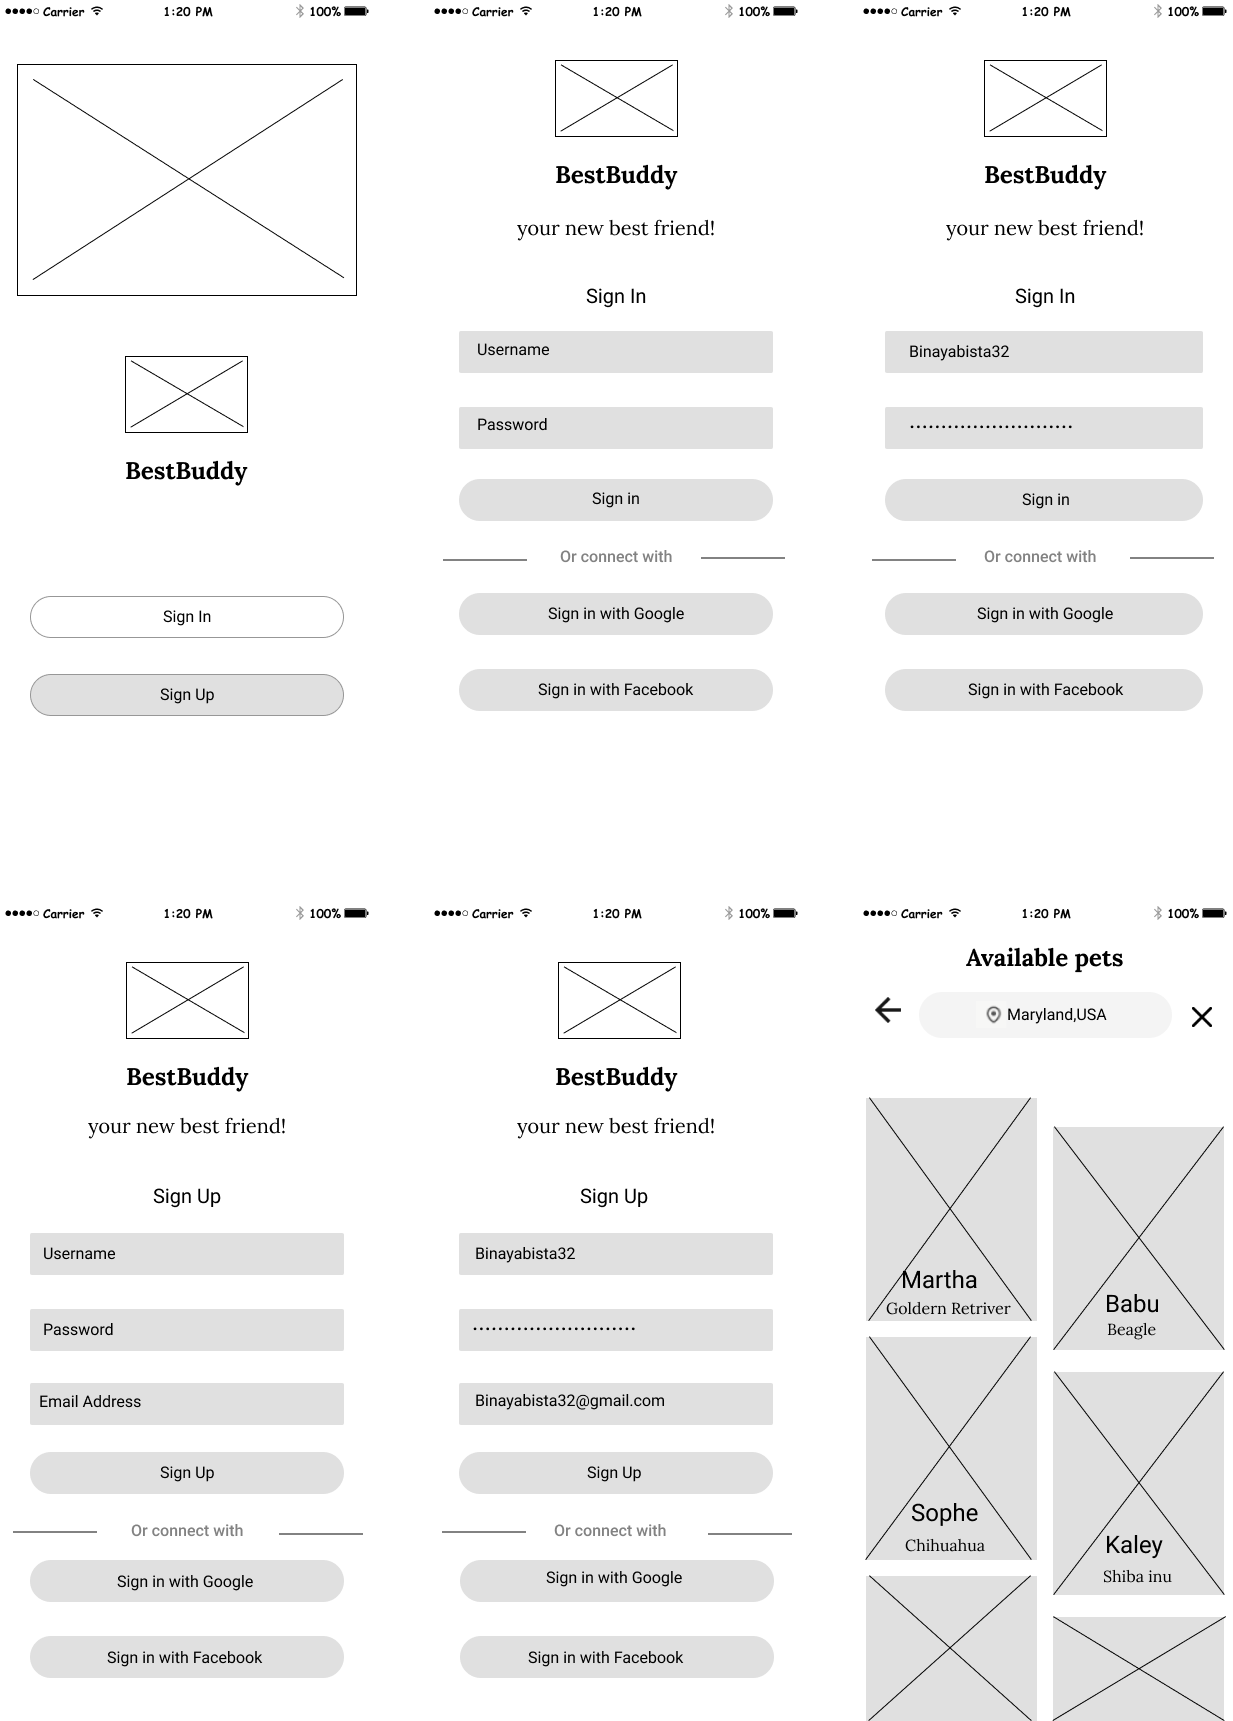 Carrier 1:20 PM 100%
BestBuddy
Sign In
Sign Up
Carrier 1:20 PM 100%
BestBuddy
your new best friend!
Sign In
Username
Password
Sign in
Or connect with
Sign in with Google
Sign in with Facebook
Carrier 1:20 PM 100%
BestBuddy
your new best friend!
Sign In
Binayabista32
Sign in
Or connect with
Sign in with Google
Sign in with Facebook
Carrier 1:20 PM 100%
BestBuddy
your new best friend!
Sign Up
Username
Password
Email Address
Sign Up
Or connect with
Sign in with Google
Sign in with Facebook
Carrier 1:20 PM 100%
BestBuddy
your new best friend!
Sign Up
Binayabista32
Binayabista32@gmail.com
Sign Up
Or connect with
Sign in with Google
Sign in with Facebook
Carrier 1:20 PM 100%
Available pets
Maryland,USA
Martha
Goldern Retriver
Babu
Beagle
Sophe
Chihuahua
Kaley
Shiba inu